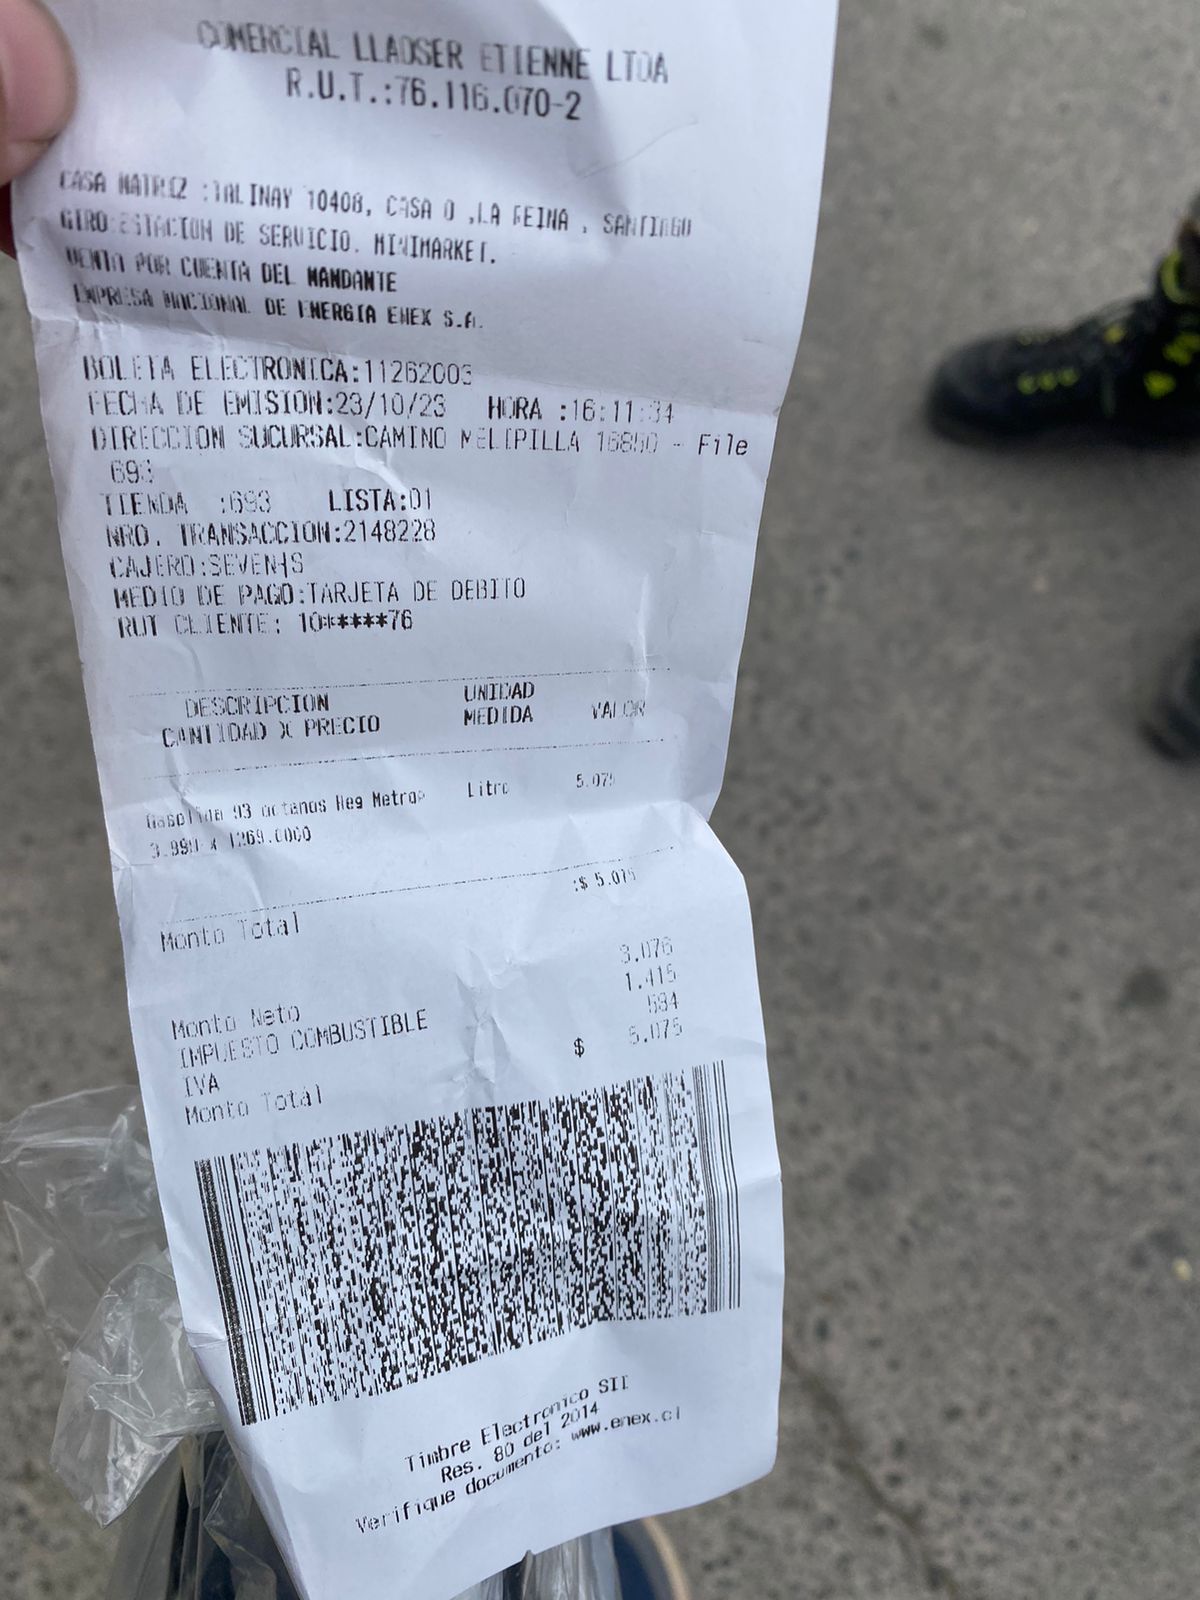 COMERCIAL LLADSER ETIENNE LTDA
R.U.T.:76.116.070-2
CASA MATRIZ :TALINAY 10408, CASA O ,LA REINA , SANTIAGO
GIRO:ESTACION DE SERVICIO. MINIMARKET.
VENTA POR CUENTA DEL MANDANTE
EMPRESA NACIONAL DE ENERGIA ENEX S.A.
BOLETA ELECTRONICA:11262003
FECHA DE EMISION:23/10/23 HORA :16:11:34
DIRECCION SUCURSAL:CAMINO MELIPILLA 16850 - File
693
TIENDA :693 LISTA:01
NRO. TRANSACCION:2148228
CAJERO:SEVENHS
MEDIO DE PAGO:TARJETA DE DEBITO
RUT CLIENTE: 10*****76
DESCRIPCION UNIDAD
CANTIDAD X PRECIO MEDIDA VALOR
Gasolina 93 octanos Reg Metrop Litro 5.075
X 1269.0000
Monto Total :$ 5.075
Monto Neto 3.076
IMPUESTO COMBUSTIBLE 1.415
IVA 584
Monto Total $ 5.075
Timbre Electronico SII
Res. 80 del 2014
Verifique documento: www.enex.cl